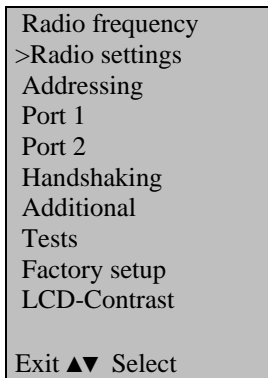 Radio frequency
>Radio settings
Addressing
Port 1
Port 2
Handshaking
Additional
Tests
Factory setup
LCD-Contrast
Exit ▲▼ Select